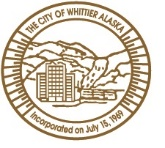 THE CITY OF WHITTIER ALASKA
Incorporated on July 15, 1969